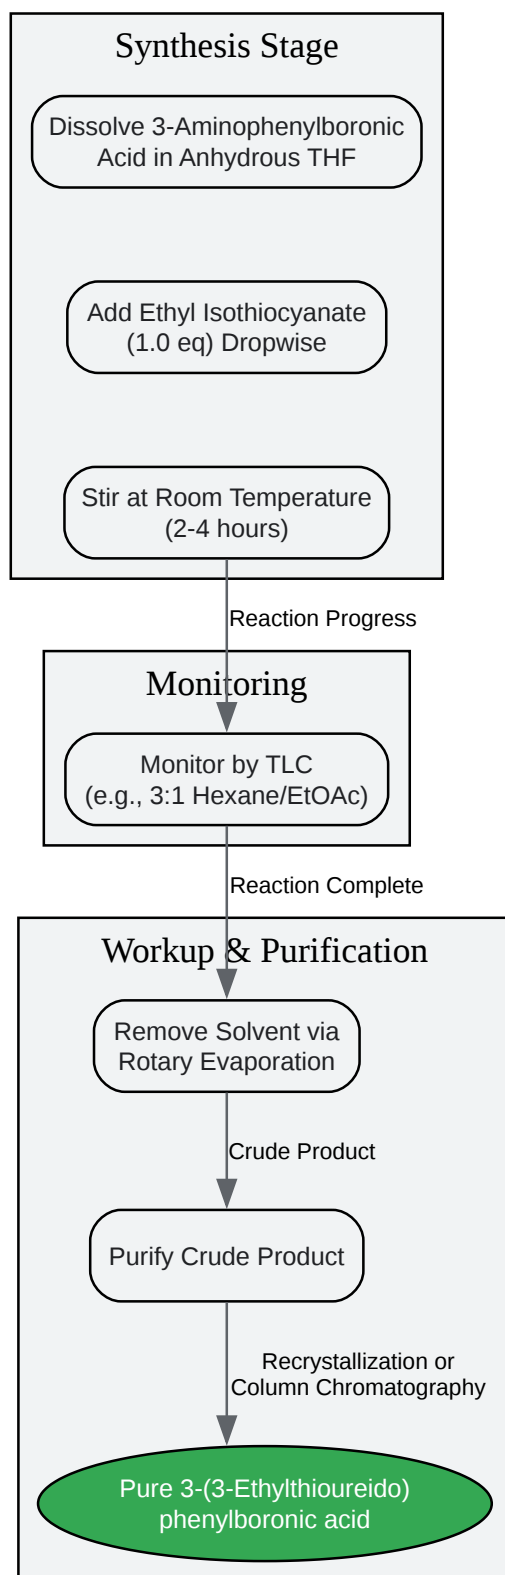 Synthesis Stage
Dissolve 3-Aminophenylboronic
Acid in Anhydrous THF
Add Ethyl Isothiocyanate
(1.0 eq) Dropwise
Stir at Room Temperature
(2-4 hours)
Reaction Progress
Monitoring
Monitor by TLC
(e.g., 3:1 Hexane/EtOAc)
Reaction Complete
Workup & Purification
Remove Solvent via
Rotary Evaporation
Crude Product
Purify Crude Product
Recrystallization or
Column Chromatography
Pure 3-(3-Ethylthioureido)
phenylboronic acid